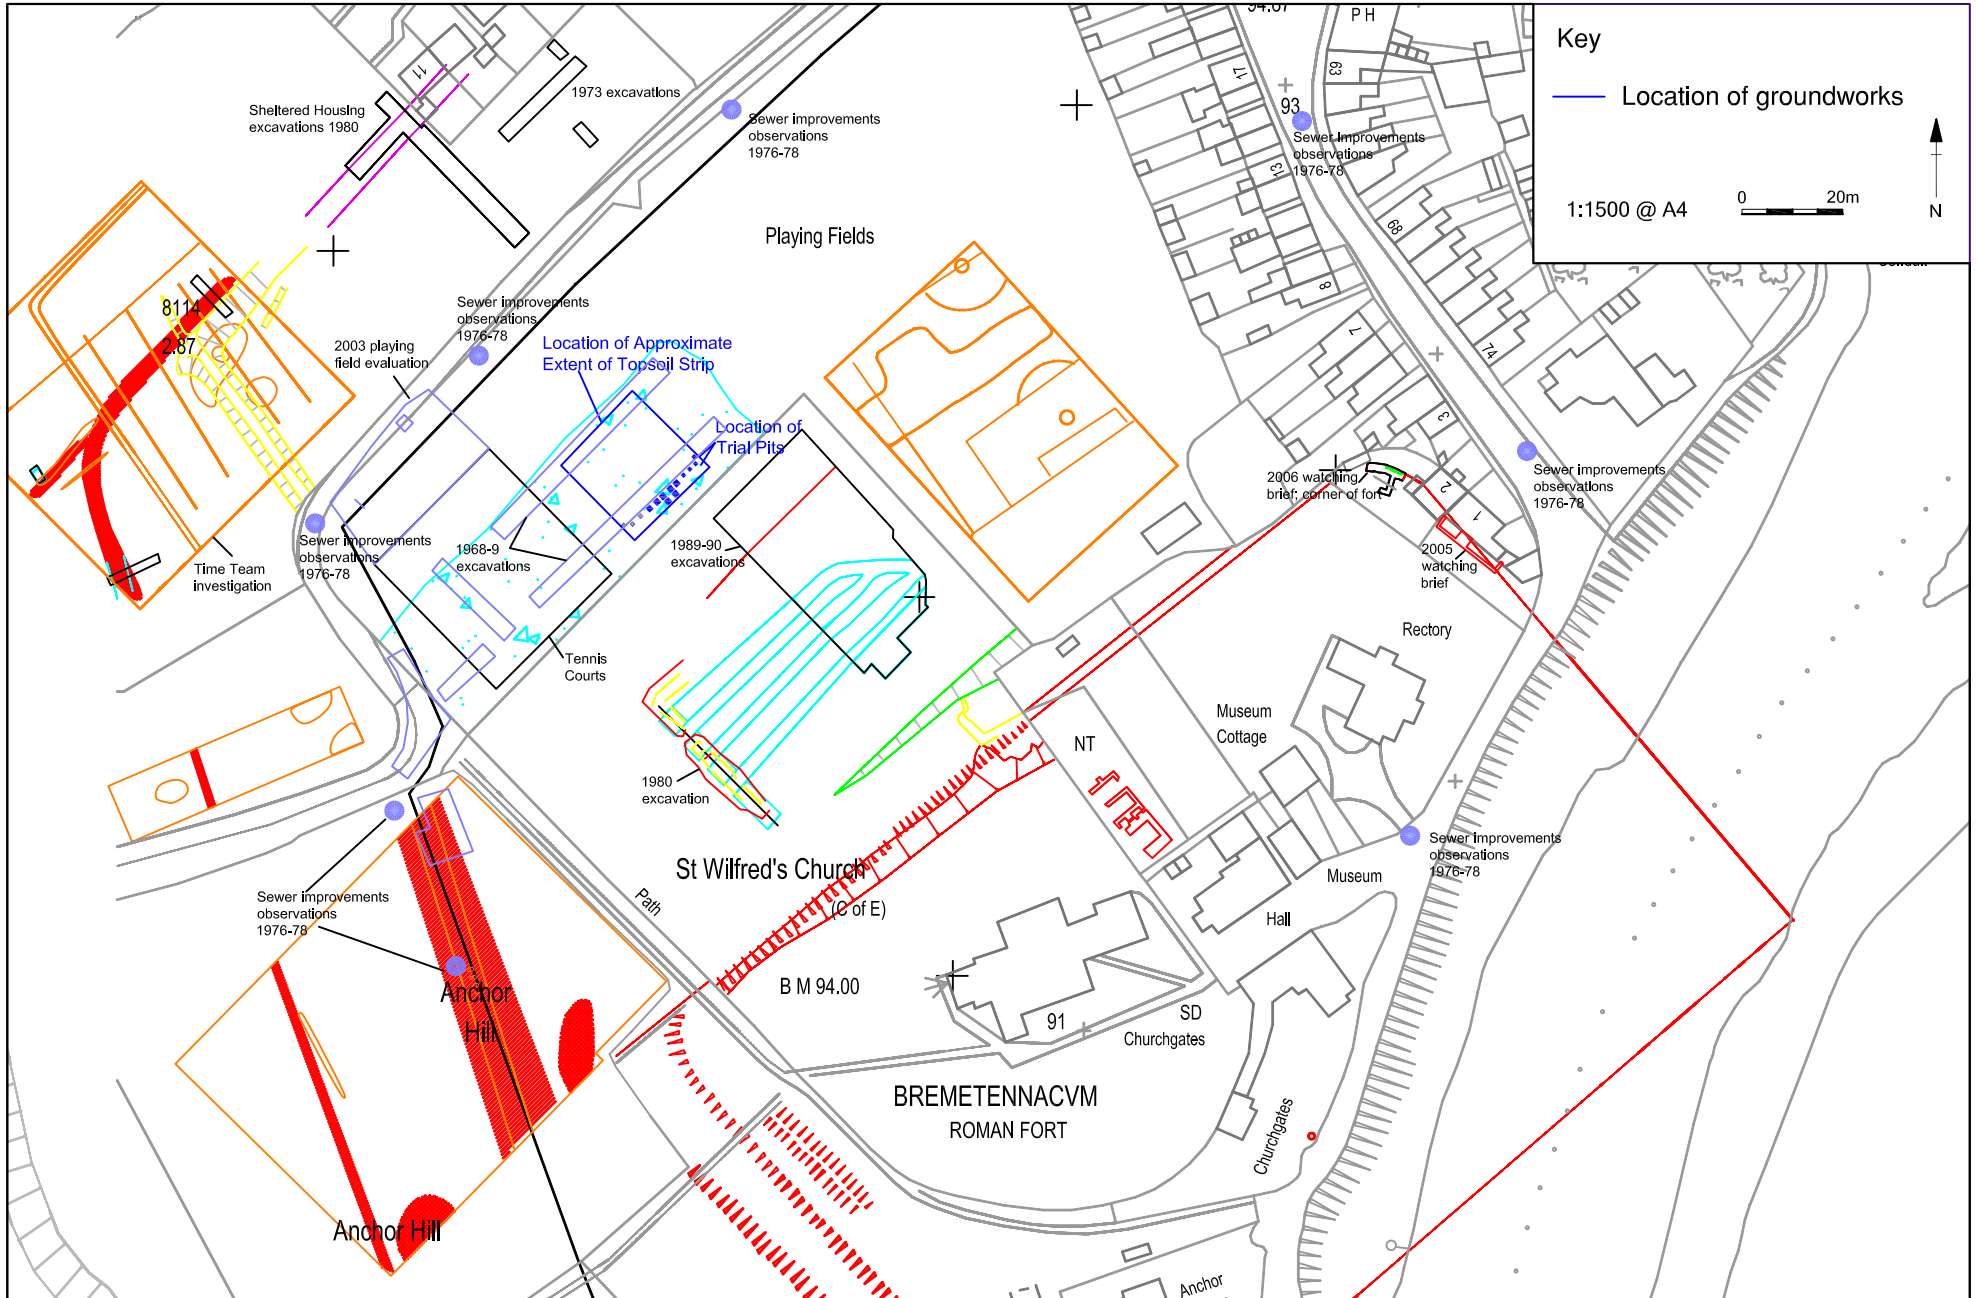 94.67
P H
Key
Location of groundworks
1:1500 @ A4
0 20m
N
11
Sheltered Housing
excavations 1980
1973 excavations
Sewer improvements
observations
1976-78
17
63
93
Sewer Improvements
observations
1976-78
13
68
8
7
74
3
2
1
Playing Fields
8114
2.87
2003 playing
field evaluation
Sewer improvements
observations
1976-78
Location of Approximate
Extent of Topsoil Strip
Location of
Trial Pits
2006 watching
brief; corner of fort
Sewer improvements
observations
1976-78
Sewer improvements
observations
1976-78
1968-9
excavations
1989-90
excavations
2005
watching
brief
Time Team
investigation
Tennis
Courts
Rectory
Museum
Cottage
NT
1980
excavation
St Wilfred's Church
(C of E)
Path
Museum
Hall
Sewer improvements
observations
1976-78
Sewer improvements
observations
1976-78
Anchor
Hill
B M 94.00
91
SD
Churchgates
BREMETENNACVM
ROMAN FORT
Churchgates
Anchor Hill
Anchor